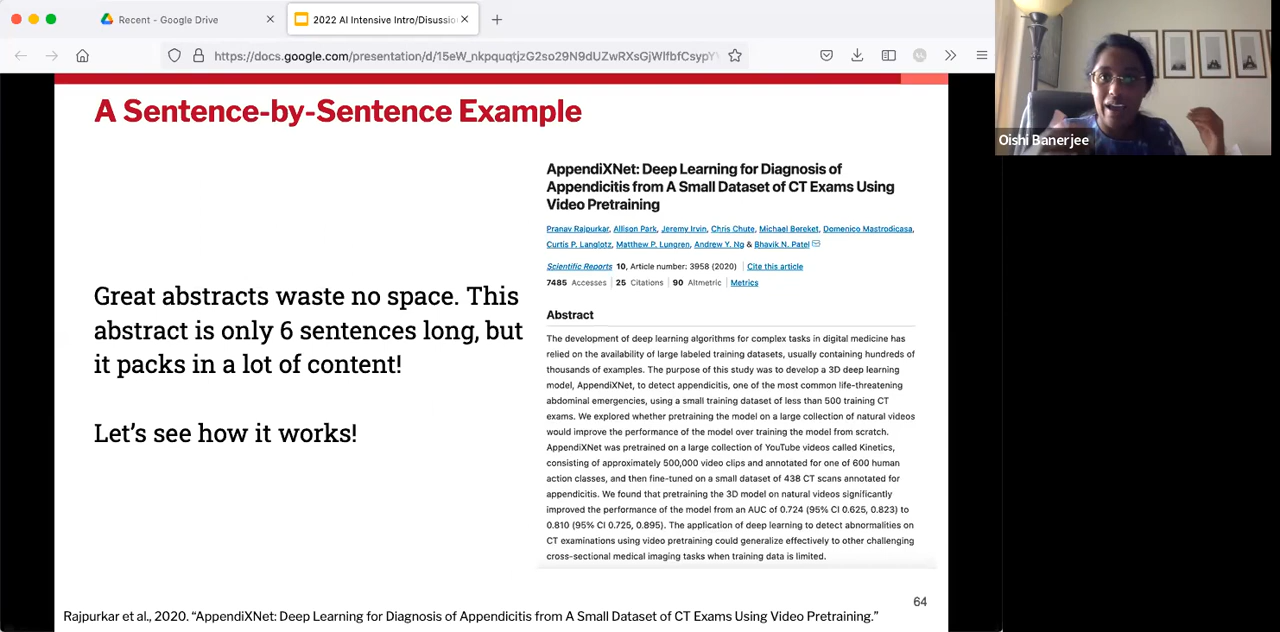 Recent - Google Drive
2022 AI Intensive Intro/Disussio
https://docs.google.com/presentation/d/15eW_nkpquqtjzG2so29N9dUZwRXsGjWlfbfCsypY
A Sentence-by-Sentence Example
Great abstracts waste no space. This
abstract is only 6 sentences long, but
it packs in a lot of content!
Let's see how it works!
AppendiXNet: Deep Learning for Diagnosis of
Appendicitis from A Small Dataset of CT Exams Using
Video Pretraining
Pranav Rajpurkar, Allison Park, Jeremy Irvin, Chris Chute, Michael Bereket, Domenico Mastrodicasa,
Curtis P. Langlotz, Matthew P. Lungren, Andrew Y. Ng & Bhavik N. Patel
Scientific Reports 10, Article number: 3958 (2020) | Cite this article
7485 Accesses | 25 Citations | 90 Altmetric | Metrics
Abstract
The development of deep learning algorithms for complex tasks in digital medicine has
relied on the availability of large labeled training datasets, usually containing hundreds of
thousands of examples. The purpose of this study was to develop a 3D deep learning
model, AppendiXNet, to detect appendicitis, one of the most common life-threatening
abdominal emergencies, using a small training dataset of less than 500 training CT
exams. We explored whether pretraining the model on a large collection of natural videos
would improve the performance of the model over training the model from scratch.
AppendiXNet was pretrained on a large collection of YouTube videos called Kinetics,
consisting of approximately 500,000 video clips and annotated for one of 600 human
action classes, and then fine-tuned on a small dataset of 438 CT scans annotated for
appendicitis. We found that pretraining the 3D model on natural videos significantly
improved the performance of the model from an AUC of 0.724 (95% CI 0.625, 0.823) to
0.810 (95% CI 0.725, 0.895). The application of deep learning to detect abnormalities on
CT examinations using video pretraining could generalize effectively to other challenging
cross-sectional medical imaging tasks when training data is limited.
64
Rajpurkar et al., 2020. “AppendiXNet: Deep Learning for Diagnosis of Appendicitis from A Small Dataset of CT Exams Using Video Pretraining.”
Oishi Banerjee